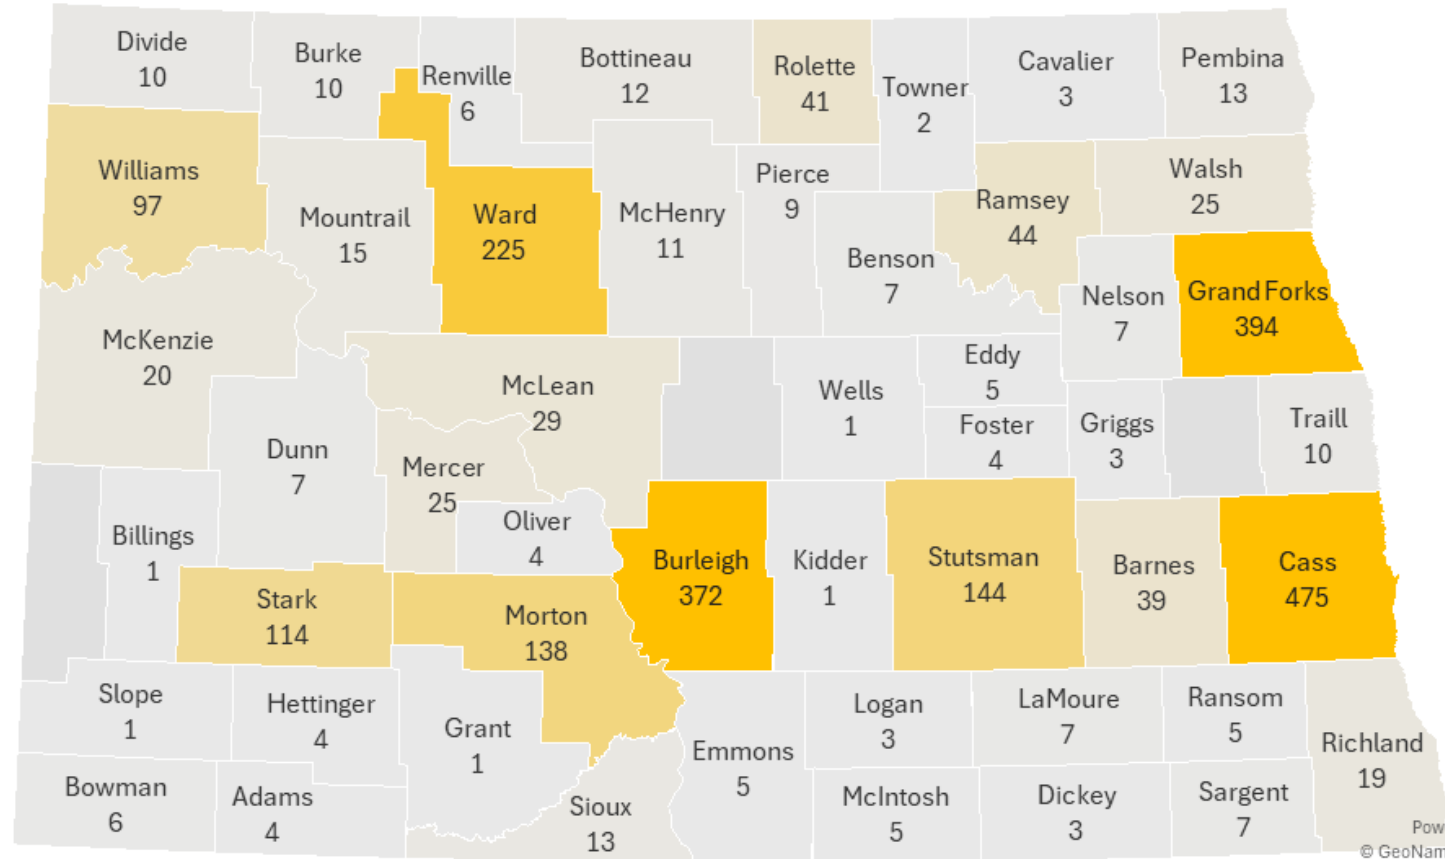 Divide
10
Burke
10
Renville
6
Bottineau
12
Rolette
41
Towner
2
Cavalier
3
Pembina
13
Williams
97
Mountrail
15
Ward
225
McHenry
11
Pierce
9
Benson
7
Ramsey
44
Walsh
25
Nelson
7
Grand Forks
394
McKenzie
20
McLean
29
Wells
1
Eddy
5
Foster
4
Griggs
3
Traill
10
Dunn
7
Mercer
25
Oliver
4
Billings
1
Stark
114
Morton
138
Burleigh
372
Kidder
1
Stutsman
144
Barnes
39
Cass
475
Slope
1
Hettinger
4
Grant
1
Emmons
5
Logan
3
LaMoure
7
Ransom
5
Richland
19
Bowman
6
Adams
4
Sioux
13
McIntosh
5
Dickey
3
Sargent
7
Pow
© GeoNam